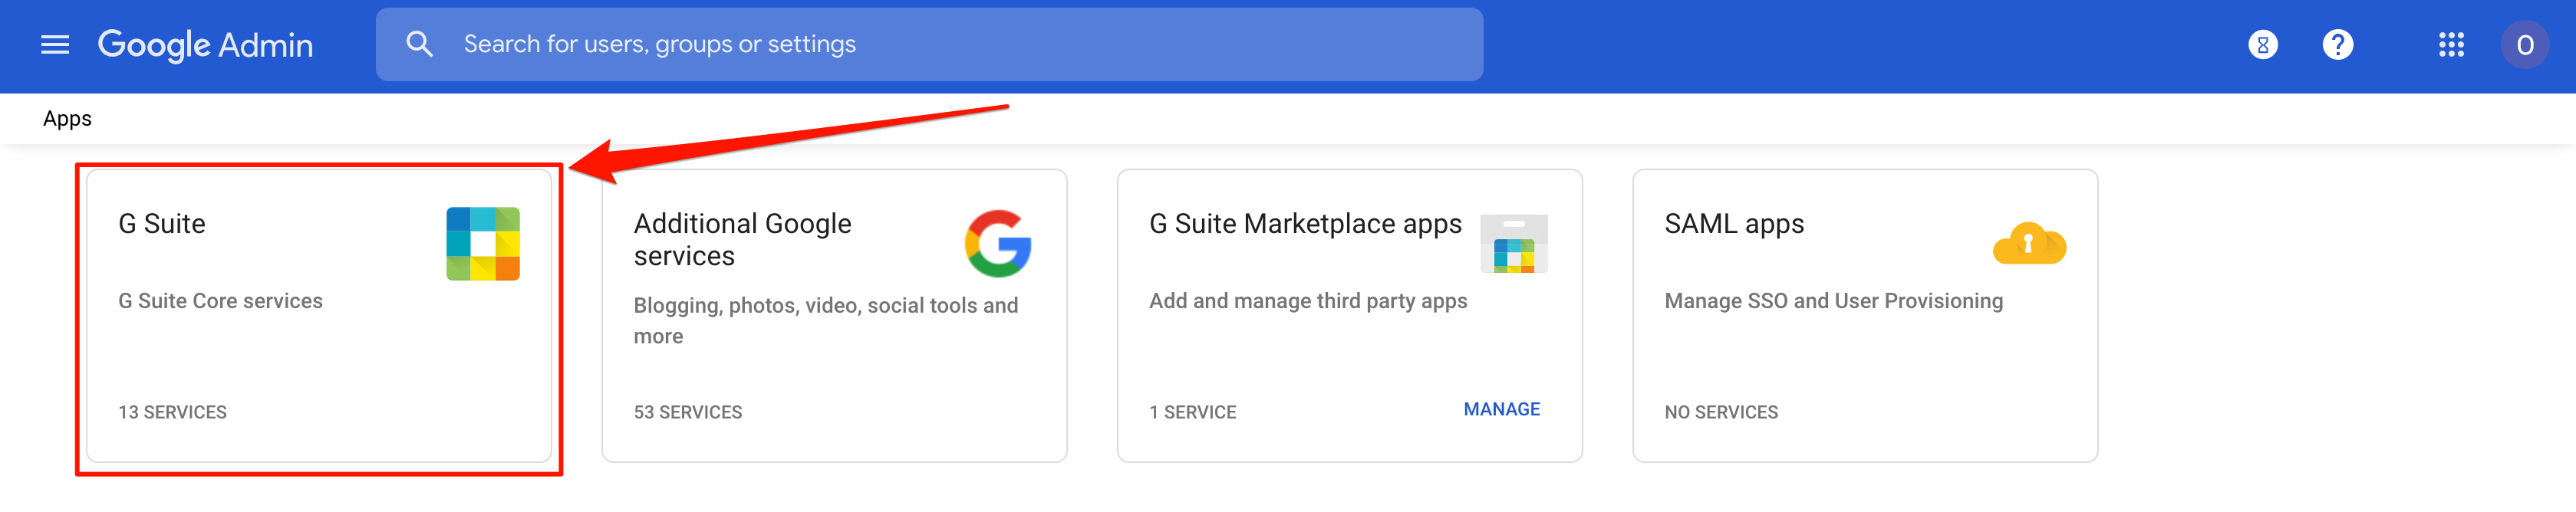 Google Admin
Search for users, groups or settings
?
O
Apps
G Suite
G Suite Core services
13 SERVICES
Additional Google
services
Blogging, photos, video, social tools and
more
53 SERVICES
G Suite Marketplace apps
Add and manage third party apps
1 SERVICE
MANAGE
SAML apps
Manage SSO and User Provisioning
NO SERVICES